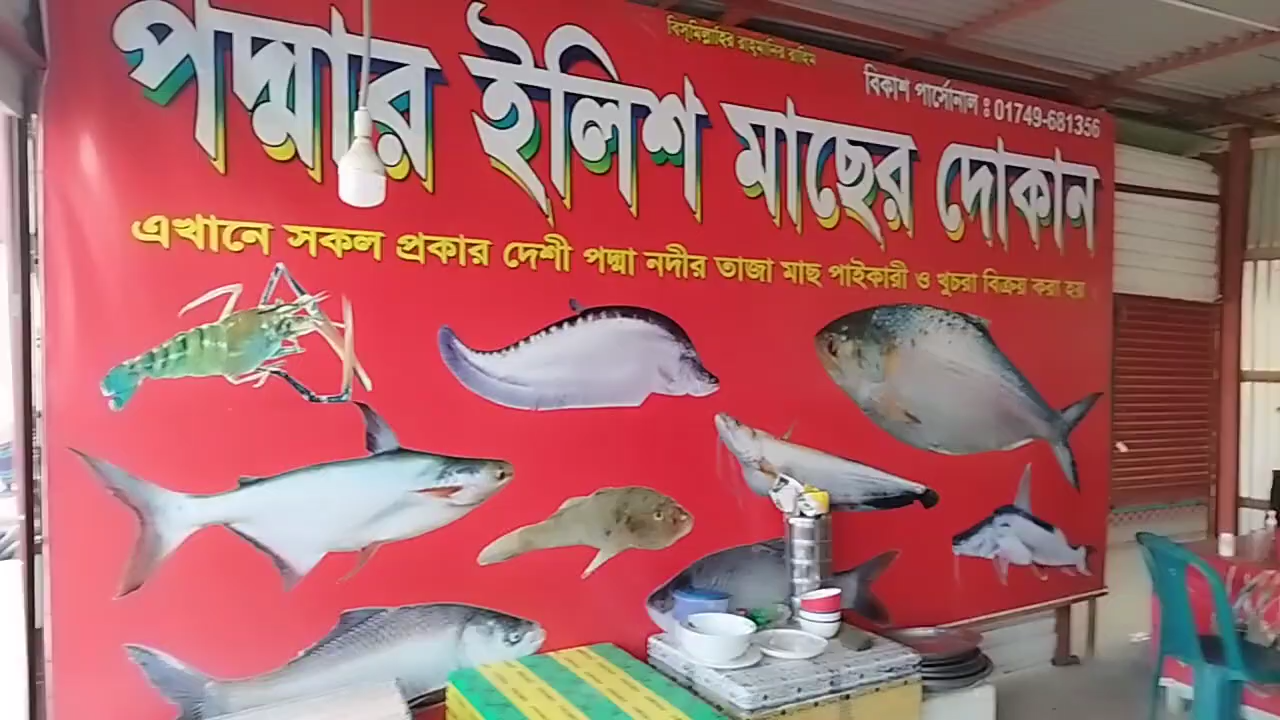 বিস্‌মিল্লাহির রাহ্‌মানির রাহিম
বিকাশ পার্সোনাল : 01749-681356
পদ্মার ইলিশ মাছের দোকান
এখানে সকল প্রকার দেশী পদ্মা নদীর তাজা মাছ পাইকারী ও খুচরা বিক্রয় করা হয়